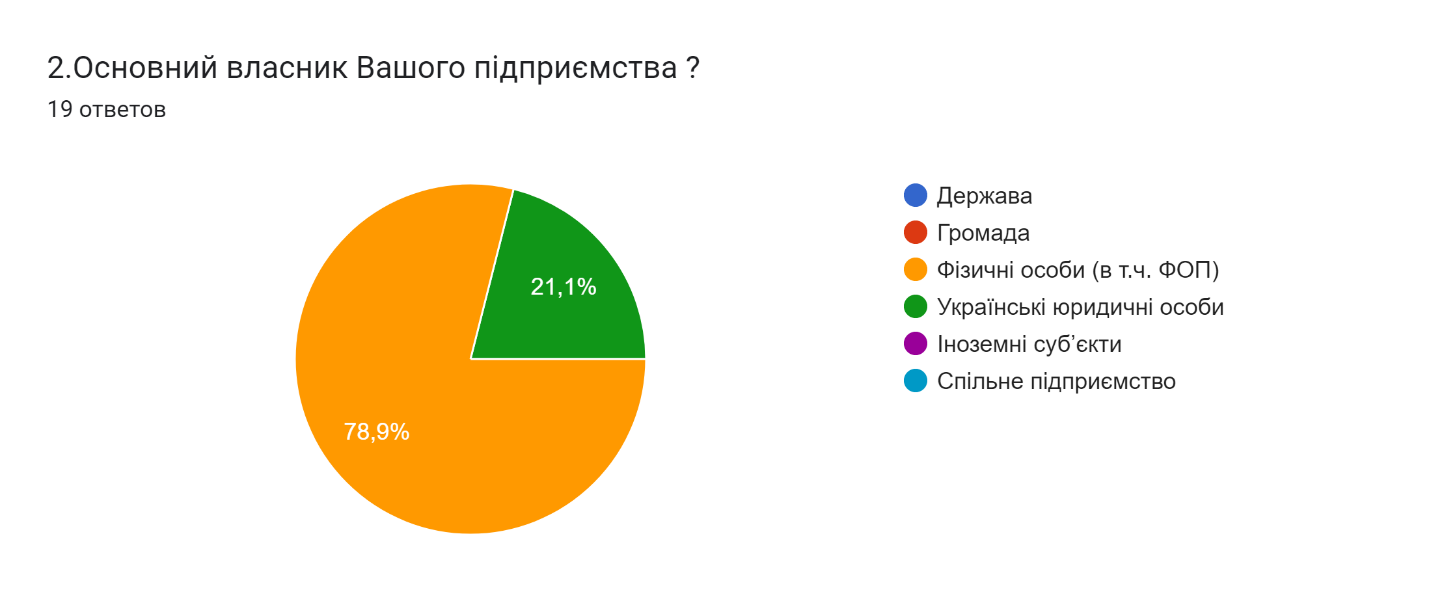 2.Основний власник Вашого підприємства ?
19 ответов
21,1%
78,9%
Держава
Громада
Фізичні особи (в т.ч. ФОП)
Українські юридичні особи
Іноземні суб’єкти
Спільне підприємство